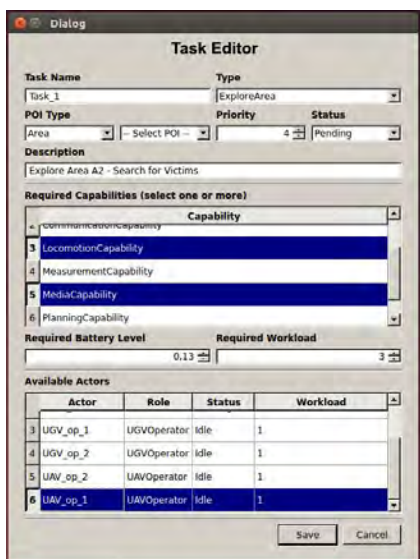 Dialog
Task Editor
Task Name Type
Task_1 ExploreArea
POI Type Priority Status
Area -- Select POI -- 4 Pending
Description
Explore Area A2 - Search for Victims
Required Capabilities (select one or more)
Capability
2 CommunicationCapability
3 LocomotionCapability
4 MeasurementCapability
5 MediaCapability
6 PlanningCapability
Required Battery Level Required Workload
0,13 3
Available Actors
Actor Role Status Workload
3 UGV_op_1 UGVOperator Idle 1
4 UGV_op_2 UGVOperator Idle 1
5 UAV_op_2 UAVOperator Idle 1
6 UAV_op_1 UAVOperator Idle 1
Save Cancel